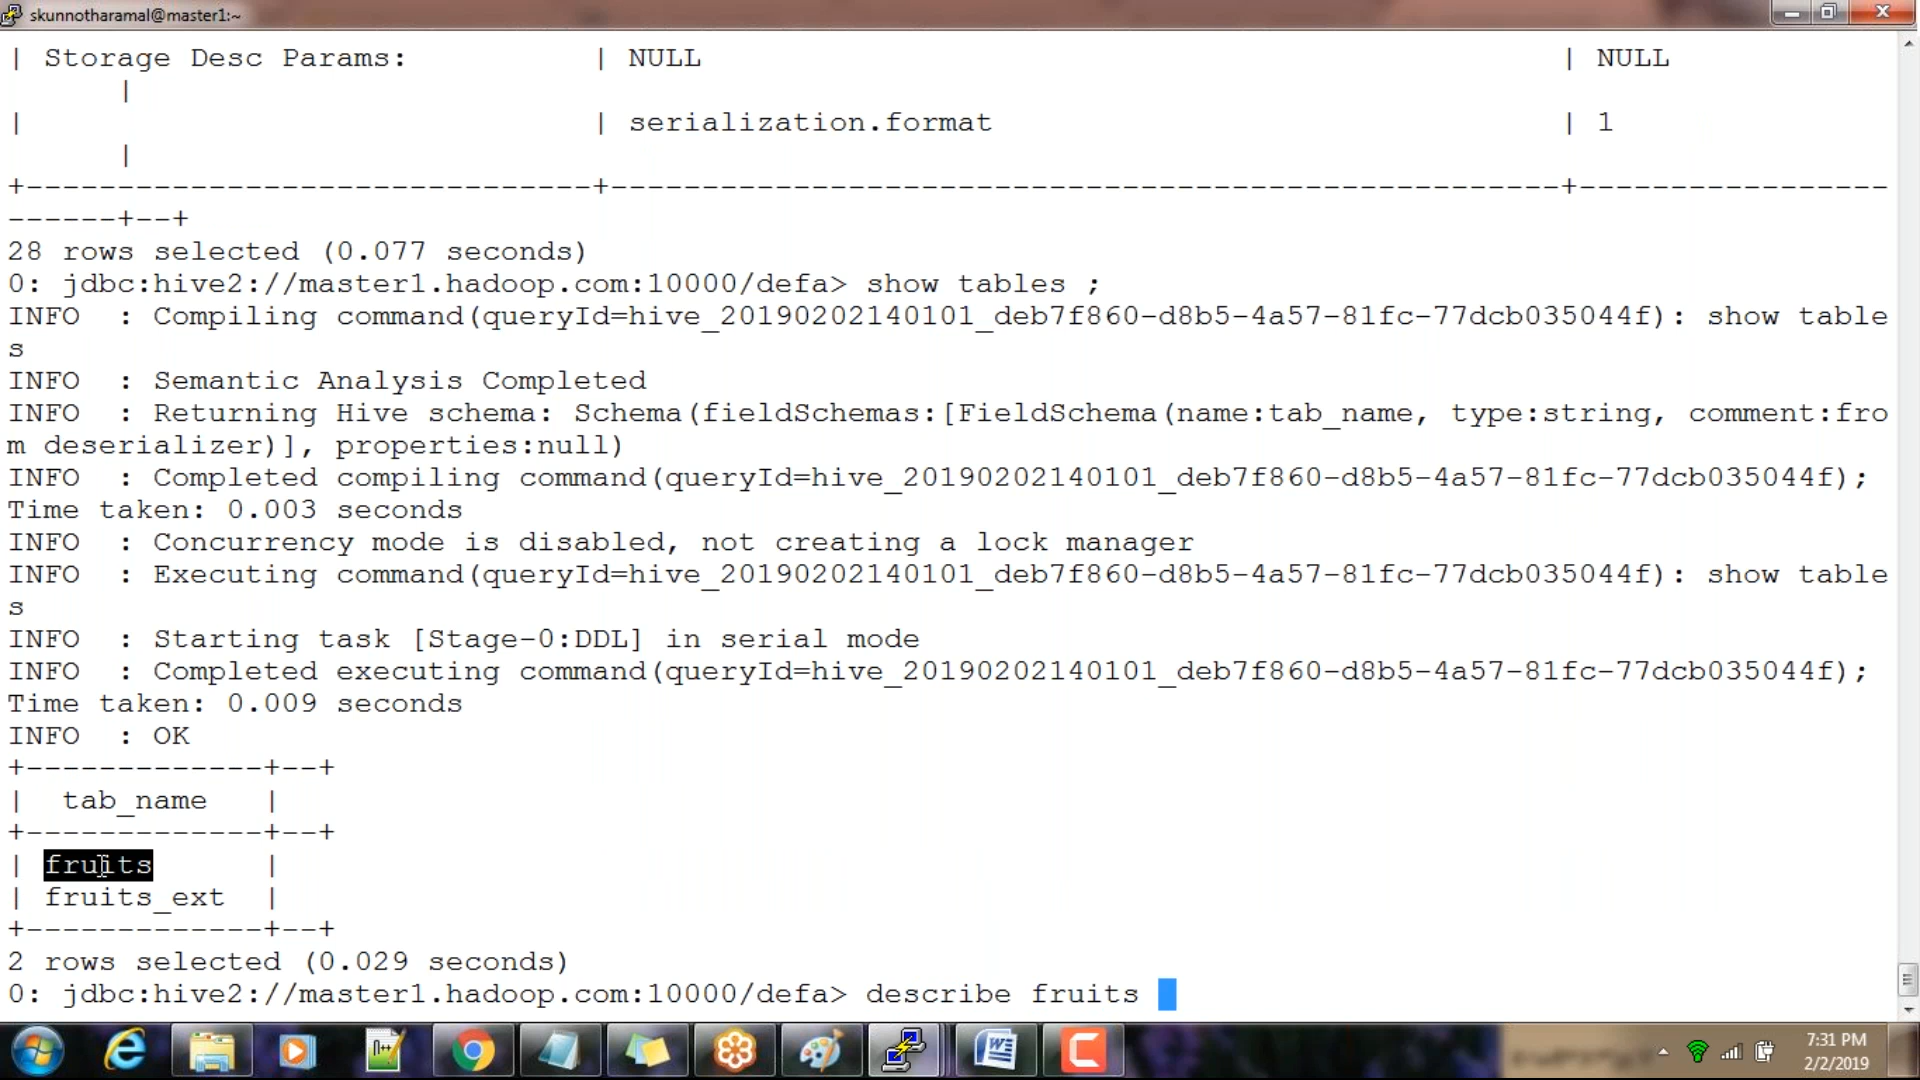 skunnotharamal@master1:~
| Storage Desc Params: | NULL | NULL
|
| | serialization.format | 1
|
+-------------------------------+----------------------------------------------------+-----------------
------+--+
28 rows selected (0.077 seconds)
0: jdbc:hive2://master1.hadoop.com:10000/defa> show tables ;
INFO  : Compiling command(queryId=hive_20190202140101_deb7f860-d8b5-4a57-81fc-77dcb035044f): show table
s
INFO  : Semantic Analysis Completed
INFO  : Returning Hive schema: Schema(fieldSchemas:[FieldSchema(name:tab_name, type:string, comment:fro
m deserializer)], properties:null)
INFO  : Completed compiling command(queryId=hive_20190202140101_deb7f860-d8b5-4a57-81fc-77dcb035044f);
Time taken: 0.003 seconds
INFO  : Concurrency mode is disabled, not creating a lock manager
INFO  : Executing command(queryId=hive_20190202140101_deb7f860-d8b5-4a57-81fc-77dcb035044f): show table
s
INFO  : Starting task [Stage-0:DDL] in serial mode
INFO  : Completed executing command(queryId=hive_20190202140101_deb7f860-d8b5-4a57-81fc-77dcb035044f);
Time taken: 0.009 seconds
INFO  : OK
+-------------+--+
|  tab_name   |
+-------------+--+
| fruits      |
| fruits_ext  |
+-------------+--+
2 rows selected (0.029 seconds)
0: jdbc:hive2://master1.hadoop.com:10000/defa> describe fruits
7:31 PM
2/2/2019